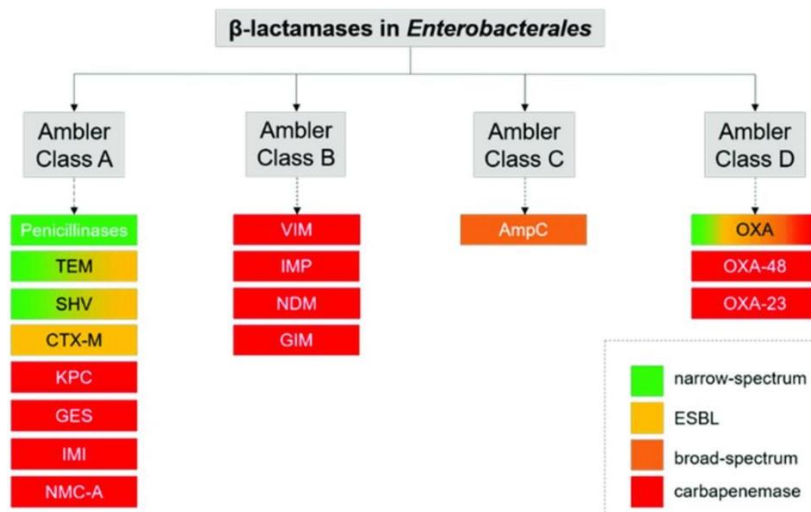 β-lactamases in Enterobacterales
Ambler
Class A
Ambler
Class B
Ambler
Class C
Ambler
Class D
Penicillinases
TEM
SHV
CTX-M
KPC
GES
IMI
NMC-A
VIM
IMP
NDM
GIM
AmpC
OXA
OXA-48
OXA-23
narrow-spectrum
ESBL
broad-spectrum
carbapenemase